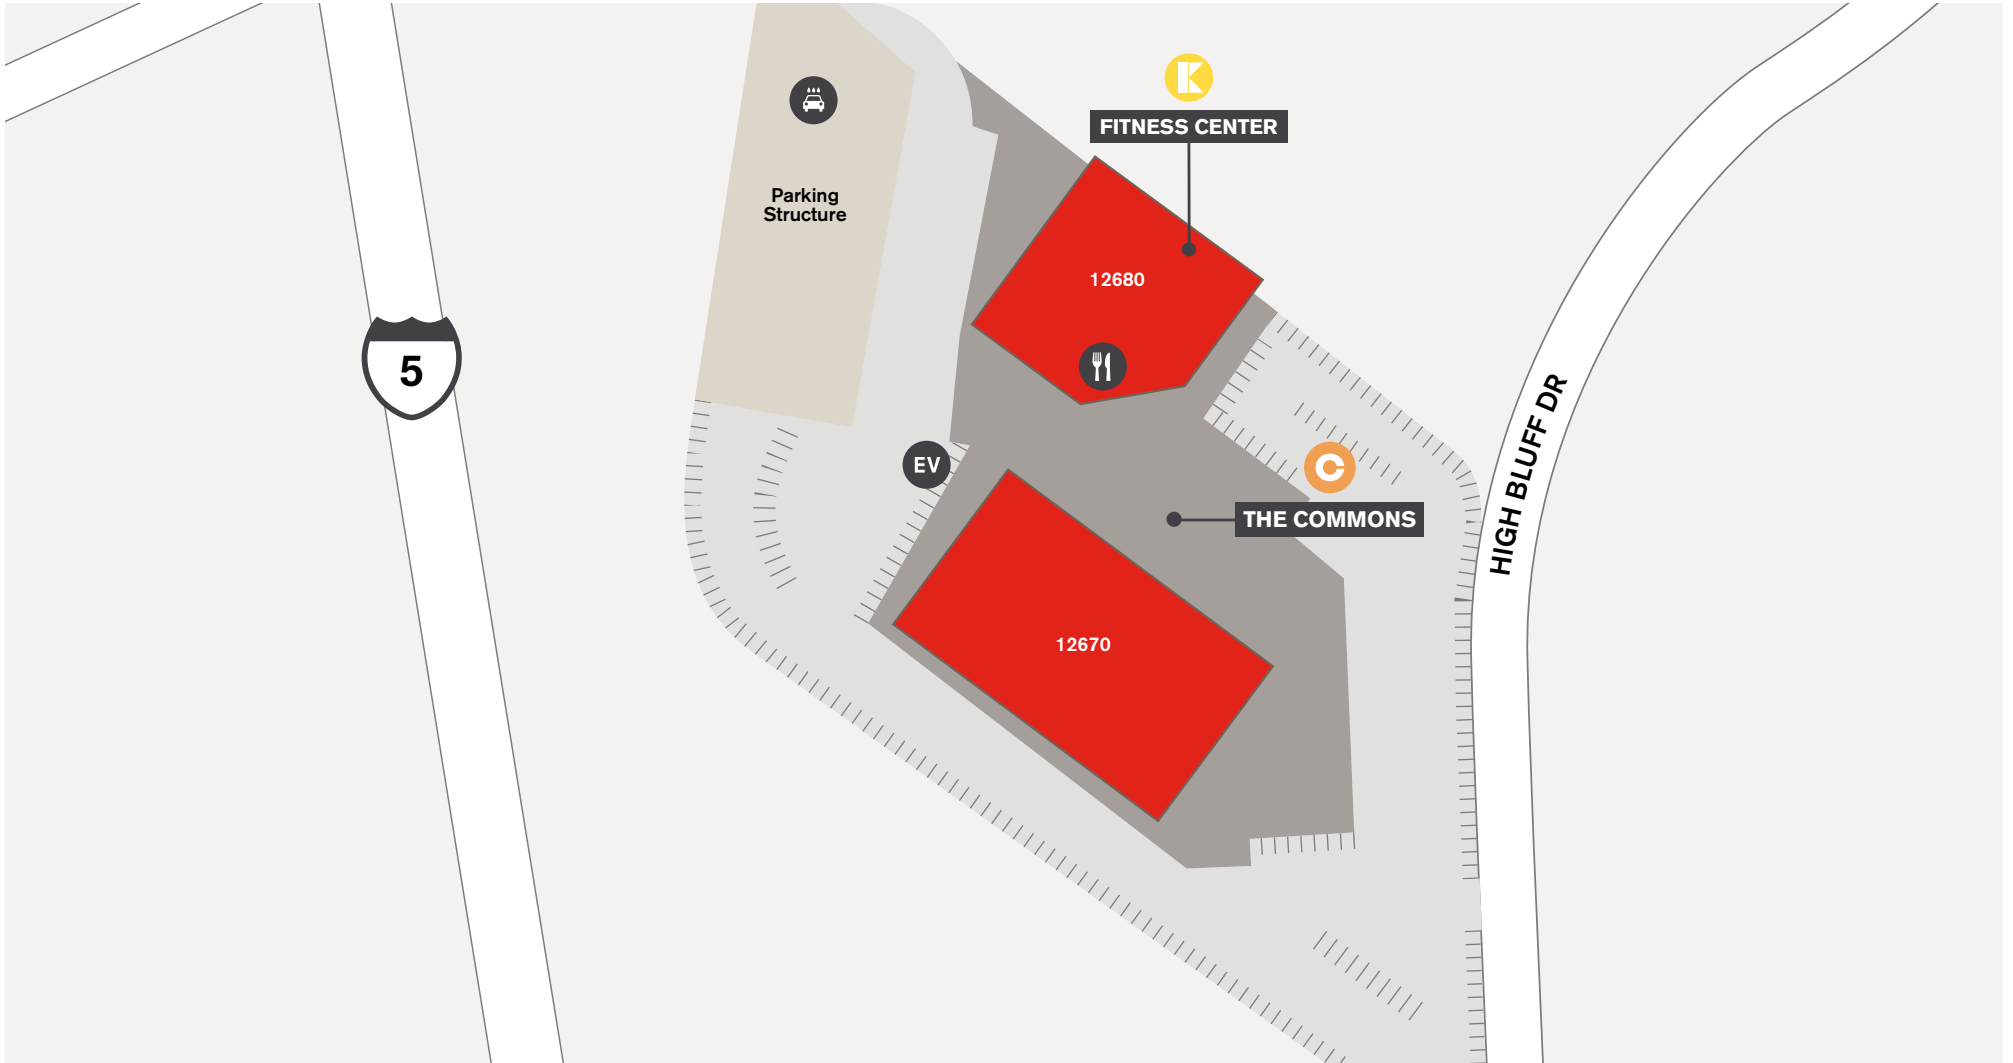 K
FITNESS CENTER
Parking
Structure
12680
5
EV
C
THE COMMONS
HIGH BLUFF DR
12670